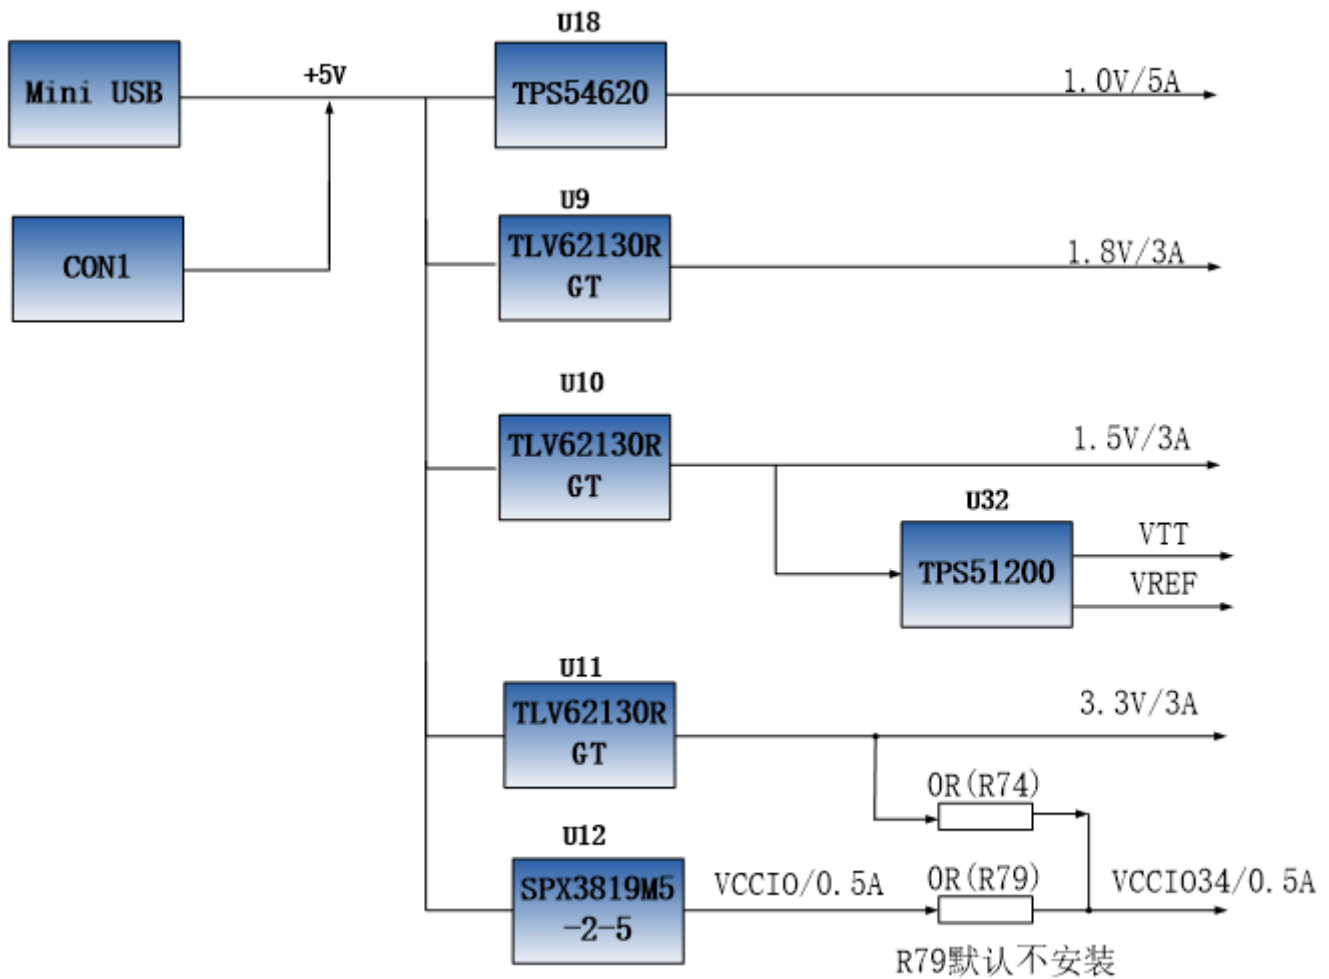 U18
Mini USB
+5V
TPS54620
1.0V/5A
U9
CON1
TLV62130R
GT
1.8V/3A
U10
TLV62130R
GT
1.5V/3A
U32
TPS51200
VTT
VREF
U11
TLV62130R
GT
3.3V/3A
0R(R74)
U12
SPX3819M5
-2-5
VCCIO/0.5A
0R(R79)
VCCIO34/0.5A
R79默认不安装